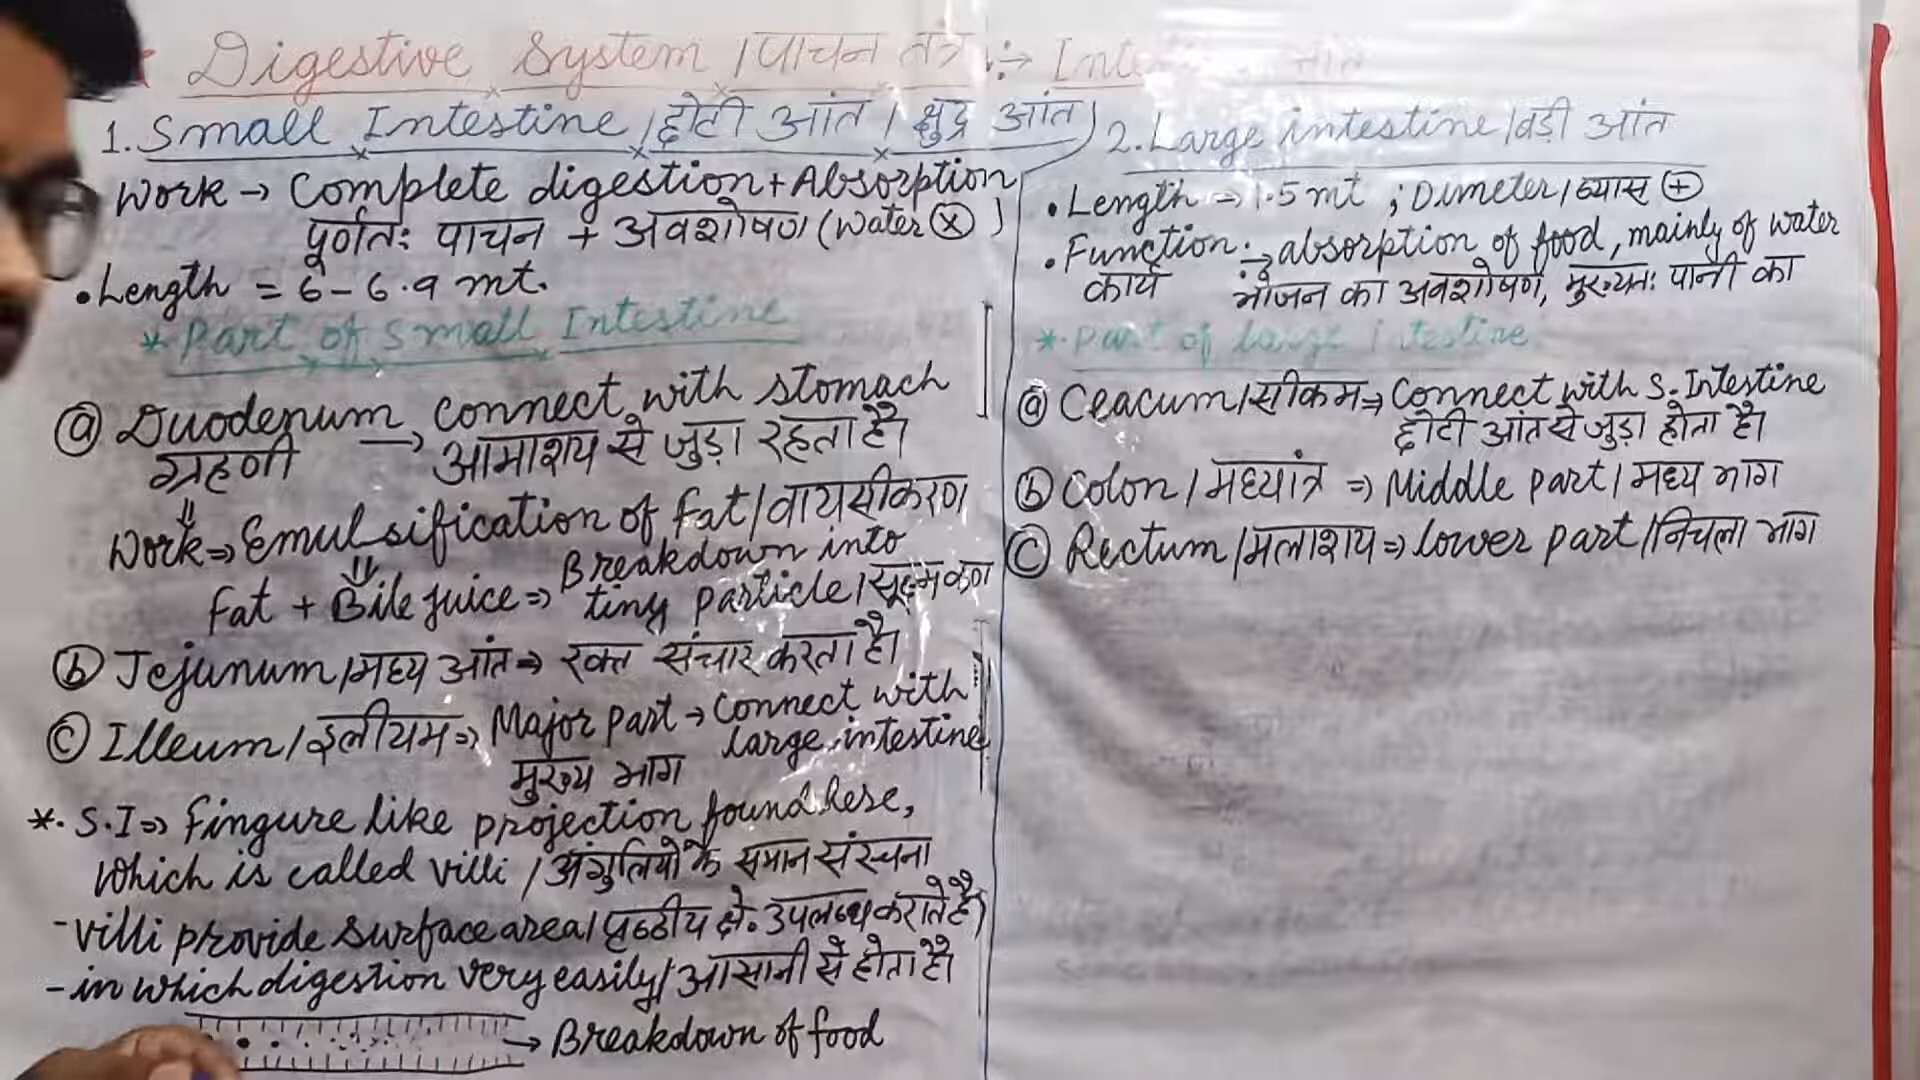 Digestive System / पाचन तंत्र :→ Inte
1. Small Intestine / छोटी आंत / क्षुद्र आंत
Work → Complete digestion + Absorption
पूर्णतः पाचन + अवशोषण (Water ⓧ)
• Length = 6 - 6.9 mt.
* Part of Small Intestine
ⓐ Duodenum connect with stomach
ग्रहणी → आमाशय से जुड़ा रहता है।
Work ⇒ Emulsification of fat / वायसीकरण
fat + Bile juice ⇒ Breakdown into
tiny particle / सूक्ष्म कण
ⓑ Jejunum / मध्य आंत ⇒ रक्त संचार करता है।
ⓒ Illeum / इलीयम ⇒ Major part → Connect with
मुख्य भाग large intestine
*. S.I ⇒ Fingure like projection found here,
which is called villi / अंगुलियों के समान संरचना
- villi provide surface area / पृष्ठीय क्षे॰ उपलब्ध कराते है)
- in which digestion very easily / आसानी से होता है।
→ Breakdown of food
2. Large intestine / बड़ी आंत
• Length → 1.5 mt ; Dimeter / व्यास ⊕
• Function :→ absorption of food, mainly of water
कार्य भोजन का अवशोषण, मुख्यतः पानी का
*. Part of large intestine
ⓐ Ceacum / सीकम ⇒ Connect with S. Intestine
छोटी आंत से जुड़ा होता है।
ⓑ Colon / मध्यांत्र ⇒ Middle part / मध्य भाग
ⓒ Rectum / मलाशय ⇒ lower part / निचला भाग